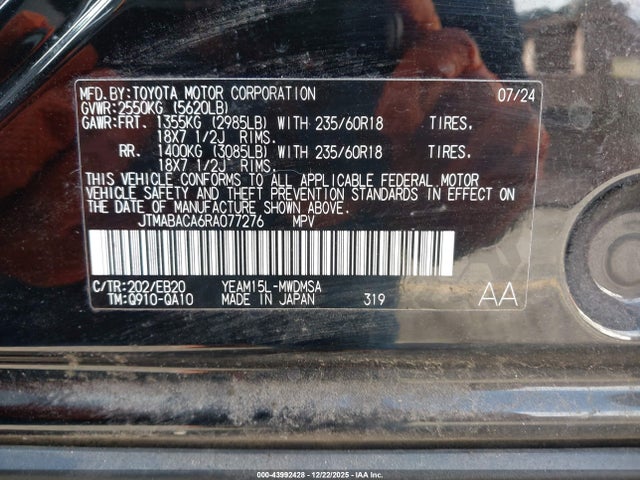 MFD.BY:TOYOTA MOTOR CORPORATION 07/24
GVWR:2550KG (5620LB)
GAWR:FRT. 1355KG (2985LB) WITH 235/60R18 TIRES.
18X7 1/2J RIMS.
RR. 1400KG (3085LB) WITH 235/60R18 TIRES.
18X7 1/2J RIMS.
THIS VEHICLE CONFORMS TO ALL APPLICABLE FEDERAL MOTOR
VEHICLE SAFETY AND THEFT PREVENTION STANDARDS IN EFFECT ON
THE DATE OF MANUFACTURE SHOWN ABOVE.
JTMABACA6RA077276 MPV
C/TR:202/EB20 YEAM15L-MWDMSA
TM:Q910-QA10 MADE IN JAPAN 319 AA
000-43992428 - 12/22/2025 - IAA Inc.